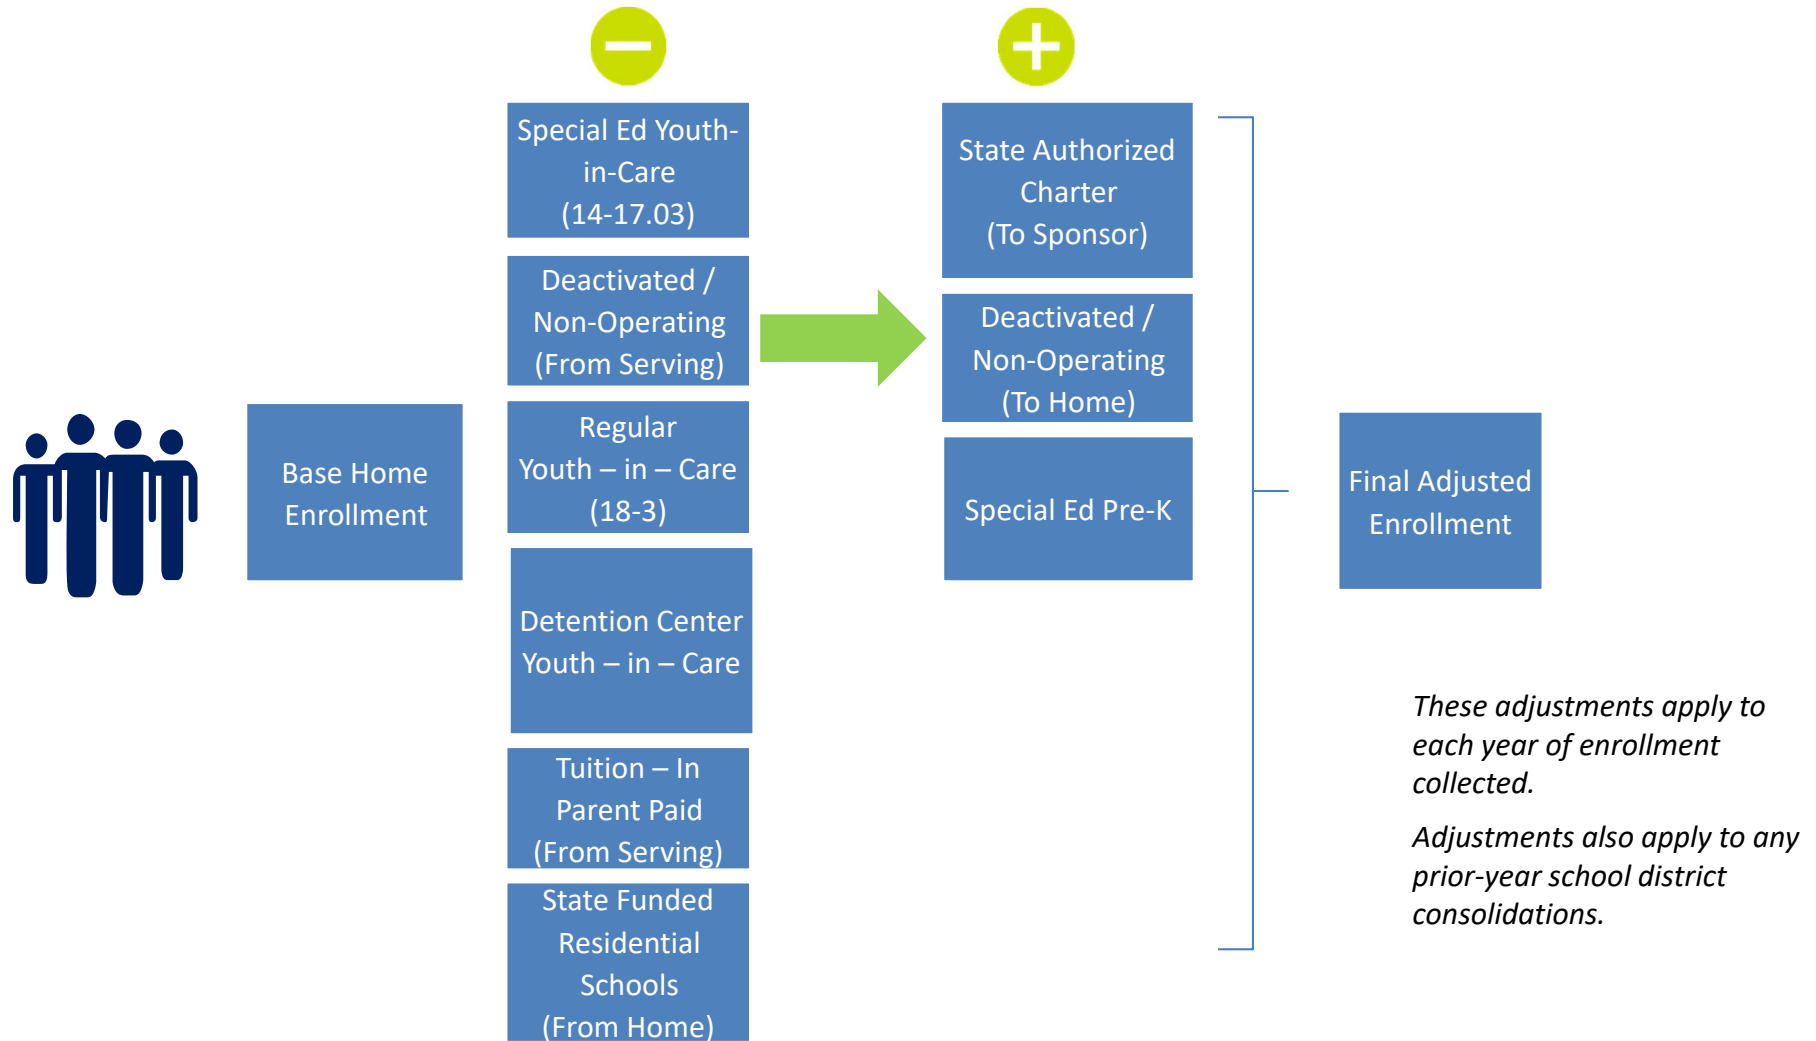 Base Home
Enrollment
Special Ed Youth-
in-Care
(14-17.03)
Deactivated /
Non-Operating
(From Serving)
Regular
Youth – in – Care
(18-3)
Detention Center
Youth – in – Care
Tuition – In
Parent Paid
(From Serving)
State Funded
Residential
Schools
(From Home)
State Authorized
Charter
(To Sponsor)
Deactivated /
Non-Operating
(To Home)
Special Ed Pre-K
Final Adjusted
Enrollment
These adjustments apply to
each year of enrollment
collected.
Adjustments also apply to any
prior-year school district
consolidations.